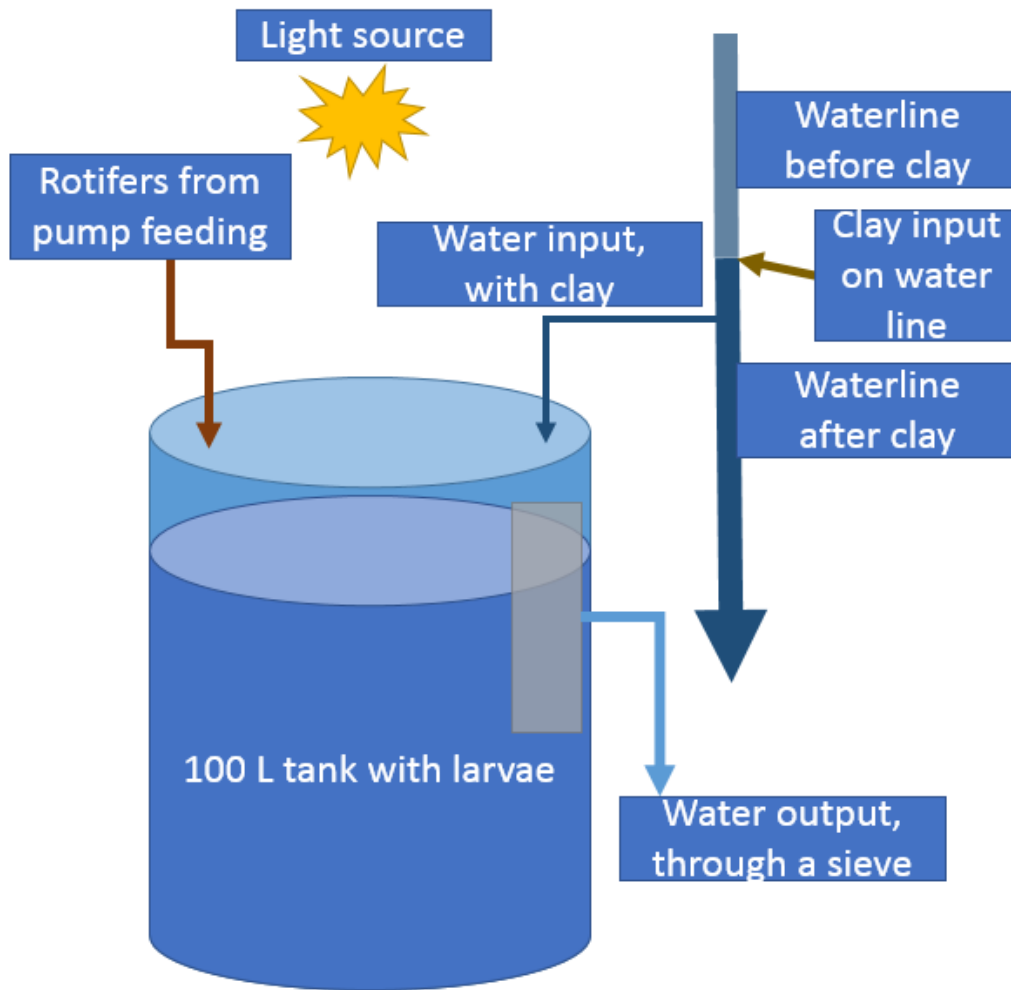 Light source
Waterline
before clay
Rotifers from
pump feeding
Water input,
with clay
Clay input
on water
line
Waterline
after clay
100 L tank with larvae
Water output,
through a sieve